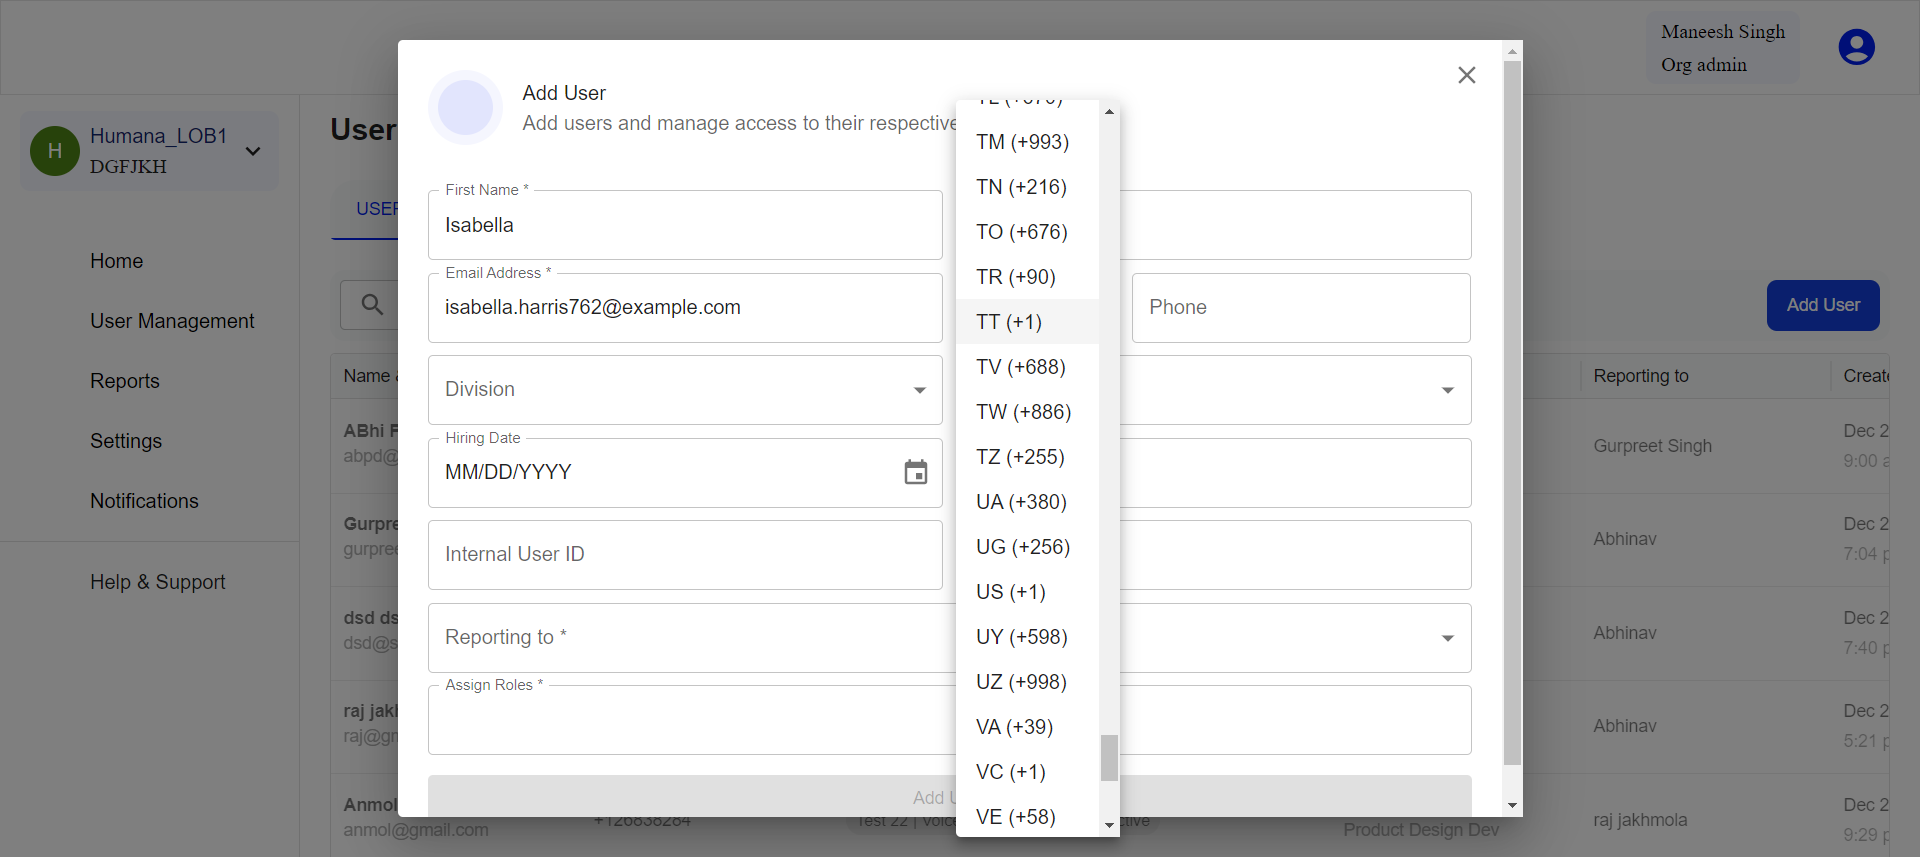 Maneesh Singh
Org admin
H
Humana_LOB1
DGFJKH
Home
User Management
Reports
Settings
Notifications
Help & Support
User
USER
Add User
Name
Reporting to
ABhi
abpd@
Gurpreet Singh
Dec 2
9:00
Gurpre
gurpree
Abhinav
Dec 2
7:04 p
dsd ds
dsd@s
Abhinav
Dec 2
7:40 p
raj jak
raj@gm
Abhinav
Dec 2
5:21 p
Anmol
anmol@gmail.com
+126838284
Test 22 | Voice
Product Design Dev
raj jakhmola
Dec 2
9:29 p
Add User
Add users and manage access to their respective
First Name *
Isabella
Email Address *
isabella.harris762@example.com
Phone
Division
Hiring Date
MM/DD/YYYY
Internal User ID
Reporting to *
Assign Roles *
Add U
TL (+670)
TM (+993)
TN (+216)
TO (+676)
TR (+90)
TT (+1)
TV (+688)
TW (+886)
TZ (+255)
UA (+380)
UG (+256)
US (+1)
UY (+598)
UZ (+998)
VA (+39)
VC (+1)
VE (+58)